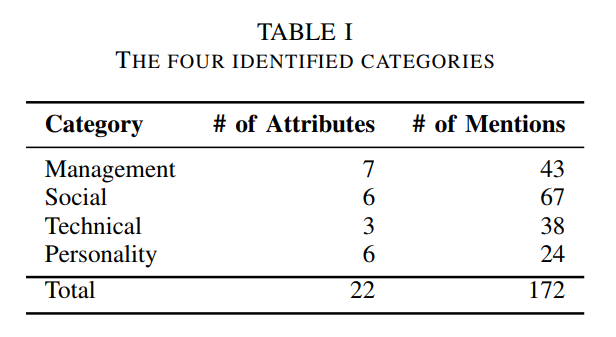 TABLE I
THE FOUR IDENTIFIED CATEGORIES
Category # of Attributes # of Mentions
Management 7 43
Social 6 67
Technical 3 38
Personality 6 24
Total 22 172